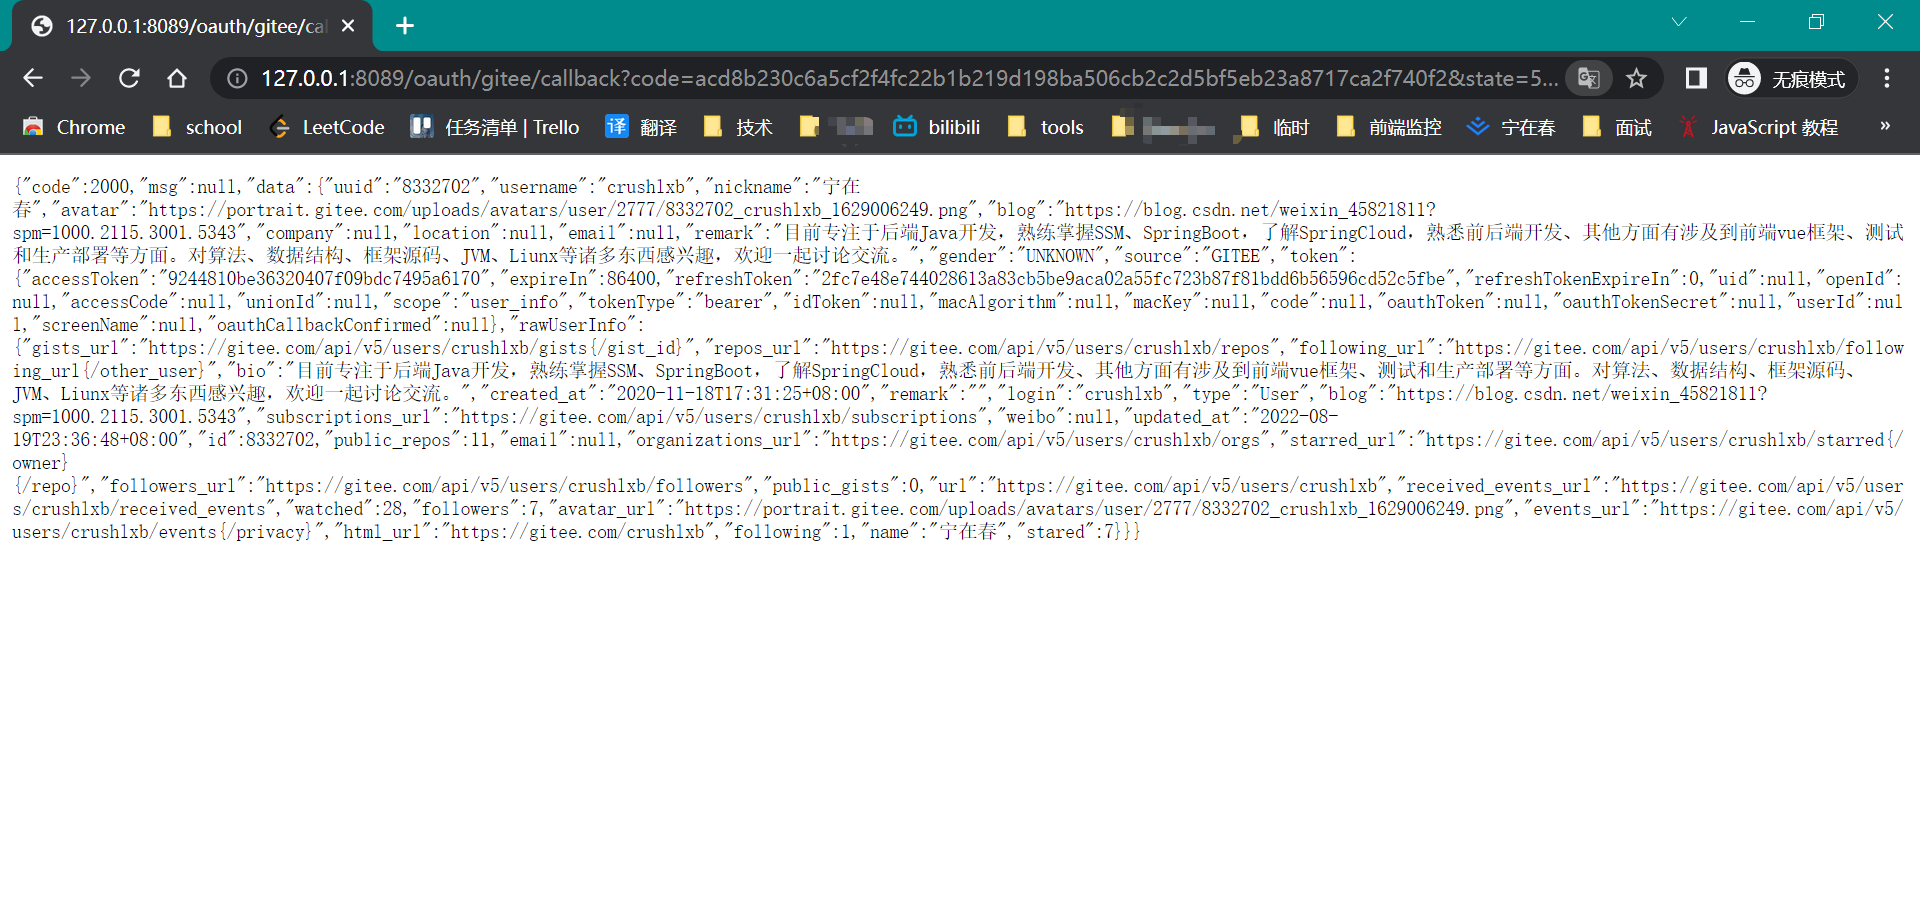 127.0.0.1:8089/oauth/gitee/cal
127.0.0.1:8089/oauth/gitee/callback?code=acd8b230c6a5cf2f4fc22b1b219d198ba506cb2c2d5bf5eb23a8717ca2f740f2&state=5... 无痕模式
Chrome school LeetCode 任务清单 | Trello 译 翻译 技术 bilibili tools 临时 前端监控 宁在春 面试 JavaScript 教程 »
{"code":2000,"msg":null,"data":{"uuid":"8332702","username":"crushlxb","nickname":"宁在
春","avatar":"https://portrait.gitee.com/uploads/avatars/user/2777/8332702_crushlxb_1629006249.png","blog":"https://blog.csdn.net/weixin_45821811?
spm=1000.2115.3001.5343","company":null,"location":null,"email":null,"remark":"目前专注于后端Java开发，熟练掌握SSM、SpringBoot，了解SpringCloud，熟悉前后端开发、其他方面有涉及到前端vue框架、测试
和生产部署等方面。对算法、数据结构、框架源码、JVM、Liunx等诸多东西感兴趣，欢迎一起讨论交流。","gender":"UNKNOWN","source":"GITEE","token":
{"accessToken":"9244810be36320407f09bdc7495a6170","expireIn":86400,"refreshToken":"2fc7e48e744028613a83cb5be9aca02a55fc723b87f81bdd6b56596cd52c5fbe","refreshTokenExpireIn":0,"uid":null,"openId":
null,"accessCode":null,"unionId":null,"scope":"user_info","tokenType":"bearer","idToken":null,"macAlgorithm":null,"macKey":null,"code":null,"oauthToken":null,"oauthTokenSecret":null,"userId":nul
l,"screenName":null,"oauthCallbackConfirmed":null},"rawUserInfo":
{"gists_url":"https://gitee.com/api/v5/users/crushlxb/gists{/gist_id}","repos_url":"https://gitee.com/api/v5/users/crushlxb/repos","following_url":"https://gitee.com/api/v5/users/crushlxb/follow
ing_url{/other_user}","bio":"目前专注于后端Java开发，熟练掌握SSM、SpringBoot，了解SpringCloud，熟悉前后端开发、其他方面有涉及到前端vue框架、测试和生产部署等方面。对算法、数据结构、框架源码、
JVM、Liunx等诸多东西感兴趣，欢迎一起讨论交流。","created_at":"2020-11-18T17:31:25+08:00","remark":"","login":"crushlxb","type":"User","blog":"https://blog.csdn.net/weixin_45821811?
spm=1000.2115.3001.5343","subscriptions_url":"https://gitee.com/api/v5/users/crushlxb/subscriptions","weibo":null,"updated_at":"2022-08-
19T23:36:48+08:00","id":8332702,"public_repos":11,"email":null,"organizations_url":"https://gitee.com/api/v5/users/crushlxb/orgs","starred_url":"https://gitee.com/api/v5/users/crushlxb/starred{/
owner}
{/repo}","followers_url":"https://gitee.com/api/v5/users/crushlxb/followers","public_gists":0,"url":"https://gitee.com/api/v5/users/crushlxb","received_events_url":"https://gitee.com/api/v5/user
s/crushlxb/received_events","watched":28,"followers":7,"avatar_url":"https://portrait.gitee.com/uploads/avatars/user/2777/8332702_crushlxb_1629006249.png","events_url":"https://gitee.com/api/v5/
users/crushlxb/events{/privacy}","html_url":"https://gitee.com/crushlxb","following":1,"name":"宁在春","stared":7}}}